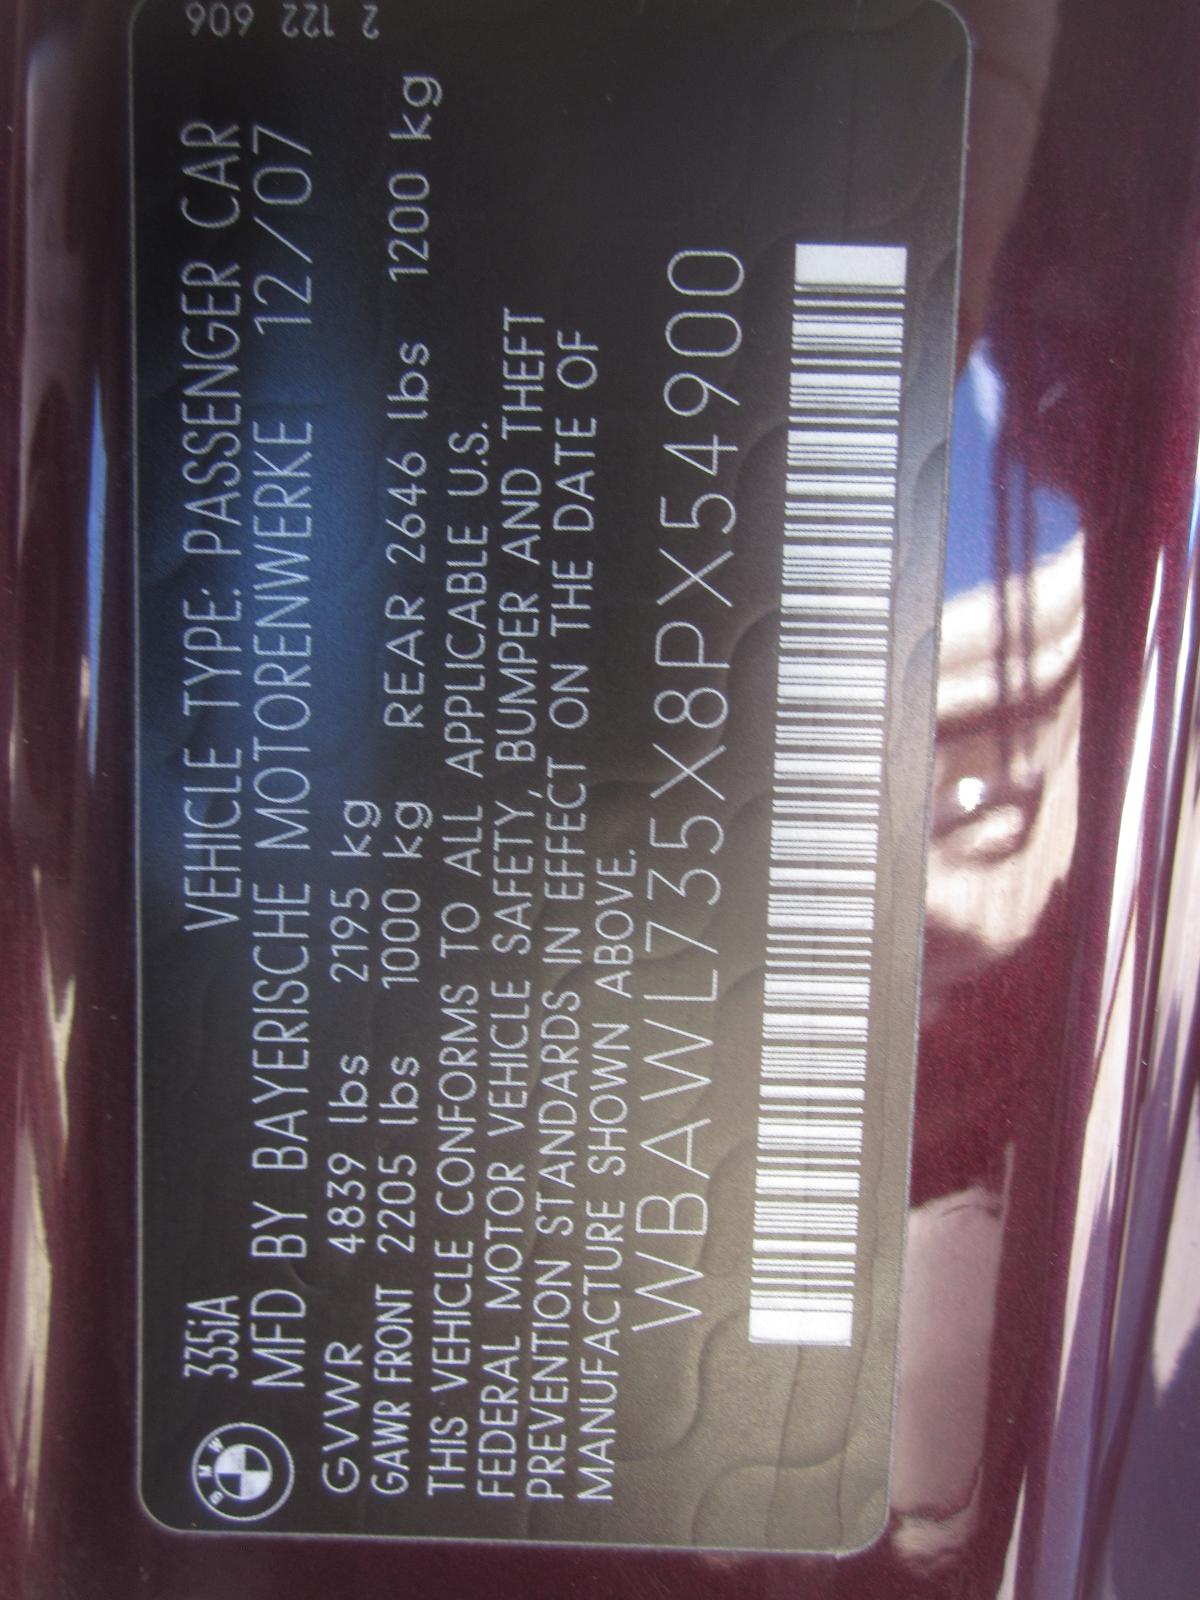 BMW
335iA VEHICLE TYPE: PASSENGER CAR
MFD BY BAYERISCHE MOTORENWERKE 12/07
GVWR 4839 lbs 2195 kg
GAWR FRONT 2205 lbs 1000 kg REAR 2646 lbs 1200 kg
THIS VEHICLE CONFORMS TO ALL APPLICABLE U.S.
FEDERAL MOTOR VEHICLE SAFETY, BUMPER AND THEFT
PREVENTION STANDARDS IN EFFECT ON THE DATE OF
MANUFACTURE SHOWN ABOVE.
WBAWL735X8PX54900
2 122 606